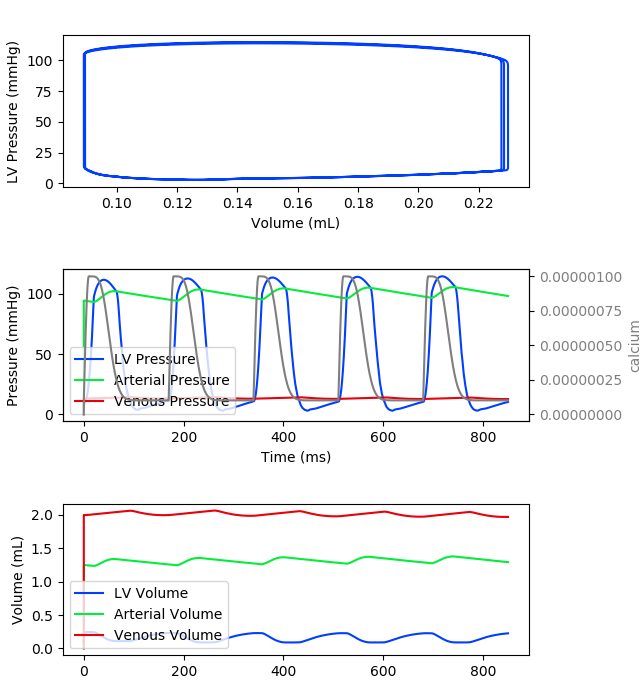 LV Pressure (mmHg)
100
75
50
25
0
0.10 0.12 0.14 0.16 0.18 0.20 0.22
Volume (mL)
Pressure (mmHg)
100
50
0
LV Pressure
Arterial Pressure
Venous Pressure
0.00000100
0.00000075
0.00000050
0.00000025
0.00000000
calcium
0 200 400 600 800
Time (ms)
Volume (mL)
2.0
1.5
1.0
0.5
0.0
LV Volume
Arterial Volume
Venous Volume
0 200 400 600 800